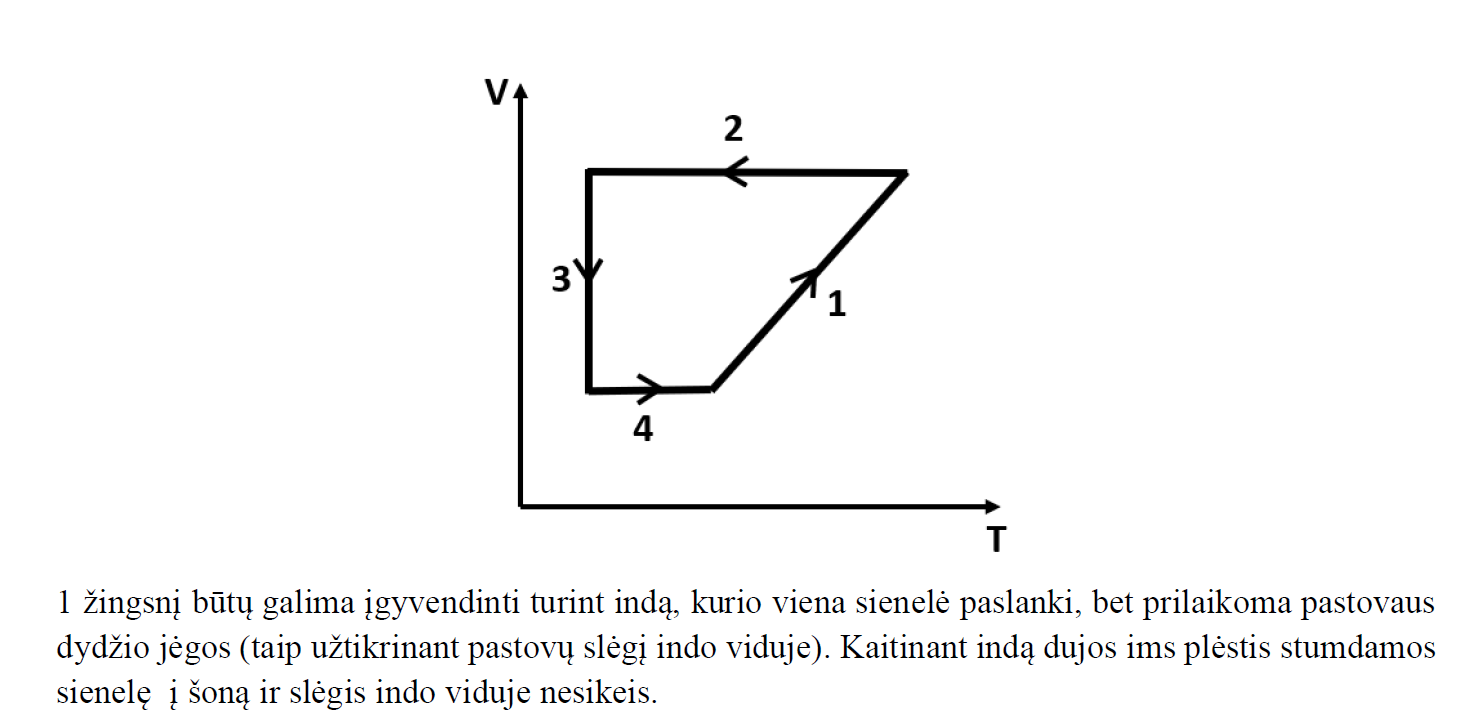 V
2
3
1
4
T
1 žingsnį būtų galima įgyvendinti turint indą, kurio viena sienelė paslanki, bet prilaikoma pastovaus
dydžio jėgos (taip užtikrinant pastovų slėgį indo viduje). Kaitinant indą dujos ims plėstis stumdamos
sienelę į šoną ir slėgis indo viduje nesikeis.